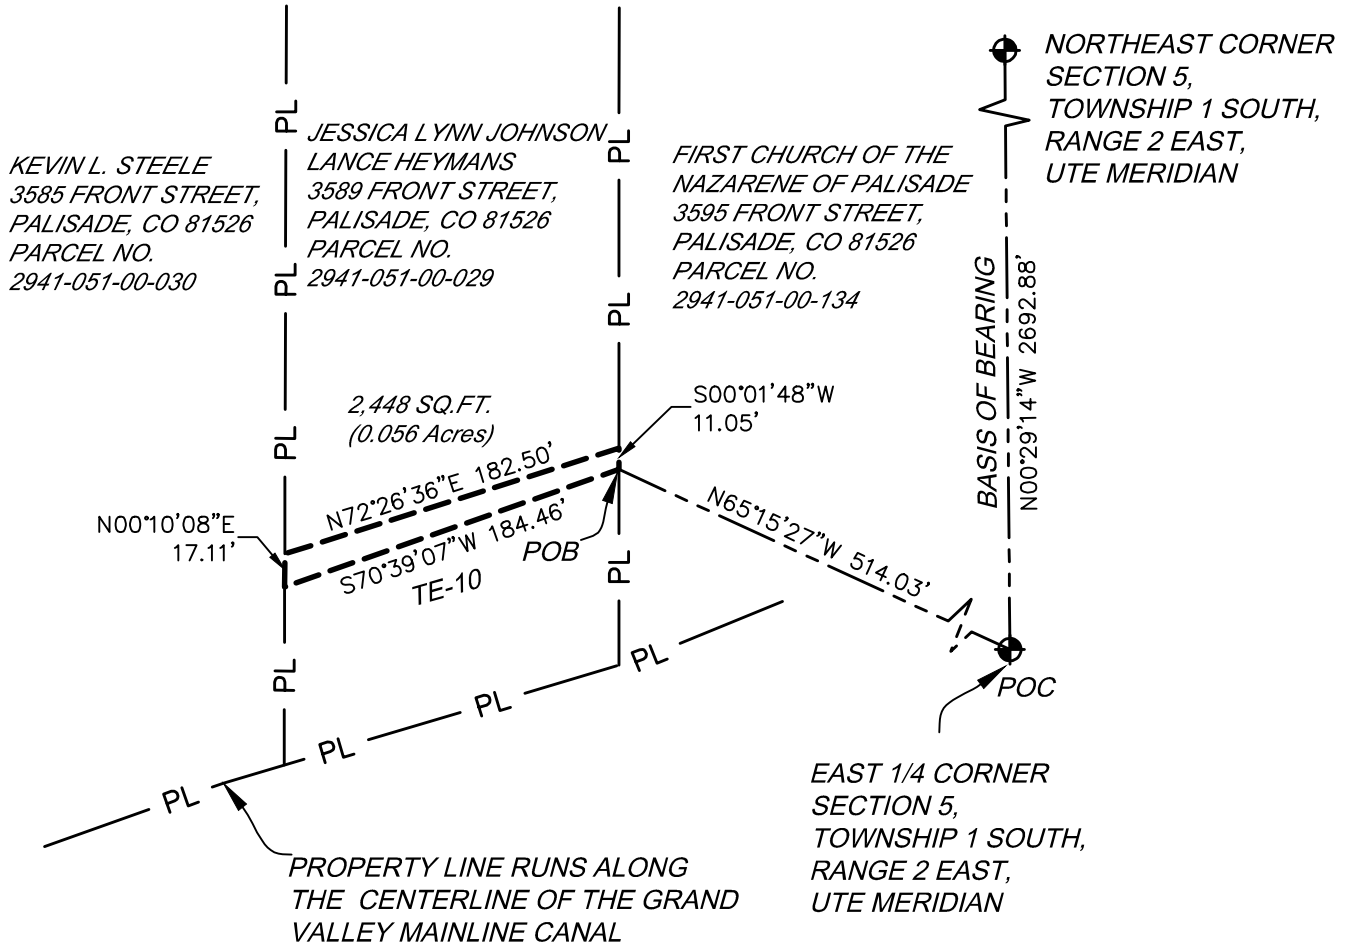 NORTHEAST CORNER
SECTION 5,
TOWNSHIP 1 SOUTH,
RANGE 2 EAST,
UTE MERIDIAN
PL
PL
KEVIN L. STEELE
3585 FRONT STREET,
PALISADE, CO 81526
PARCEL NO.
2941-051-00-030
JESSICA LYNN JOHNSON
LANCE HEYMANS
3589 FRONT STREET,
PALISADE, CO 81526
PARCEL NO.
2941-051-00-029
FIRST CHURCH OF THE
NAZARENE OF PALISADE
3595 FRONT STREET,
PALISADE, CO 81526
PARCEL NO.
2941-051-00-134
PL
PL
BASIS OF BEARING
N00°29'14"W 2692.88'
2,448 SQ.FT.
(0.056 Acres)
S00°01'48"W
11.05'
PL
N72°26'36"E 182.50'
N00°10'08"E
17.11'
S70°39'07"W 184.46'
TE-10
POB
PL
N65°15'27"W 514.03'
POC
PL
PL
PL
PL
PL
EAST 1/4 CORNER
SECTION 5,
TOWNSHIP 1 SOUTH,
RANGE 2 EAST,
UTE MERIDIAN
PROPERTY LINE RUNS ALONG
THE CENTERLINE OF THE GRAND
VALLEY MAINLINE CANAL